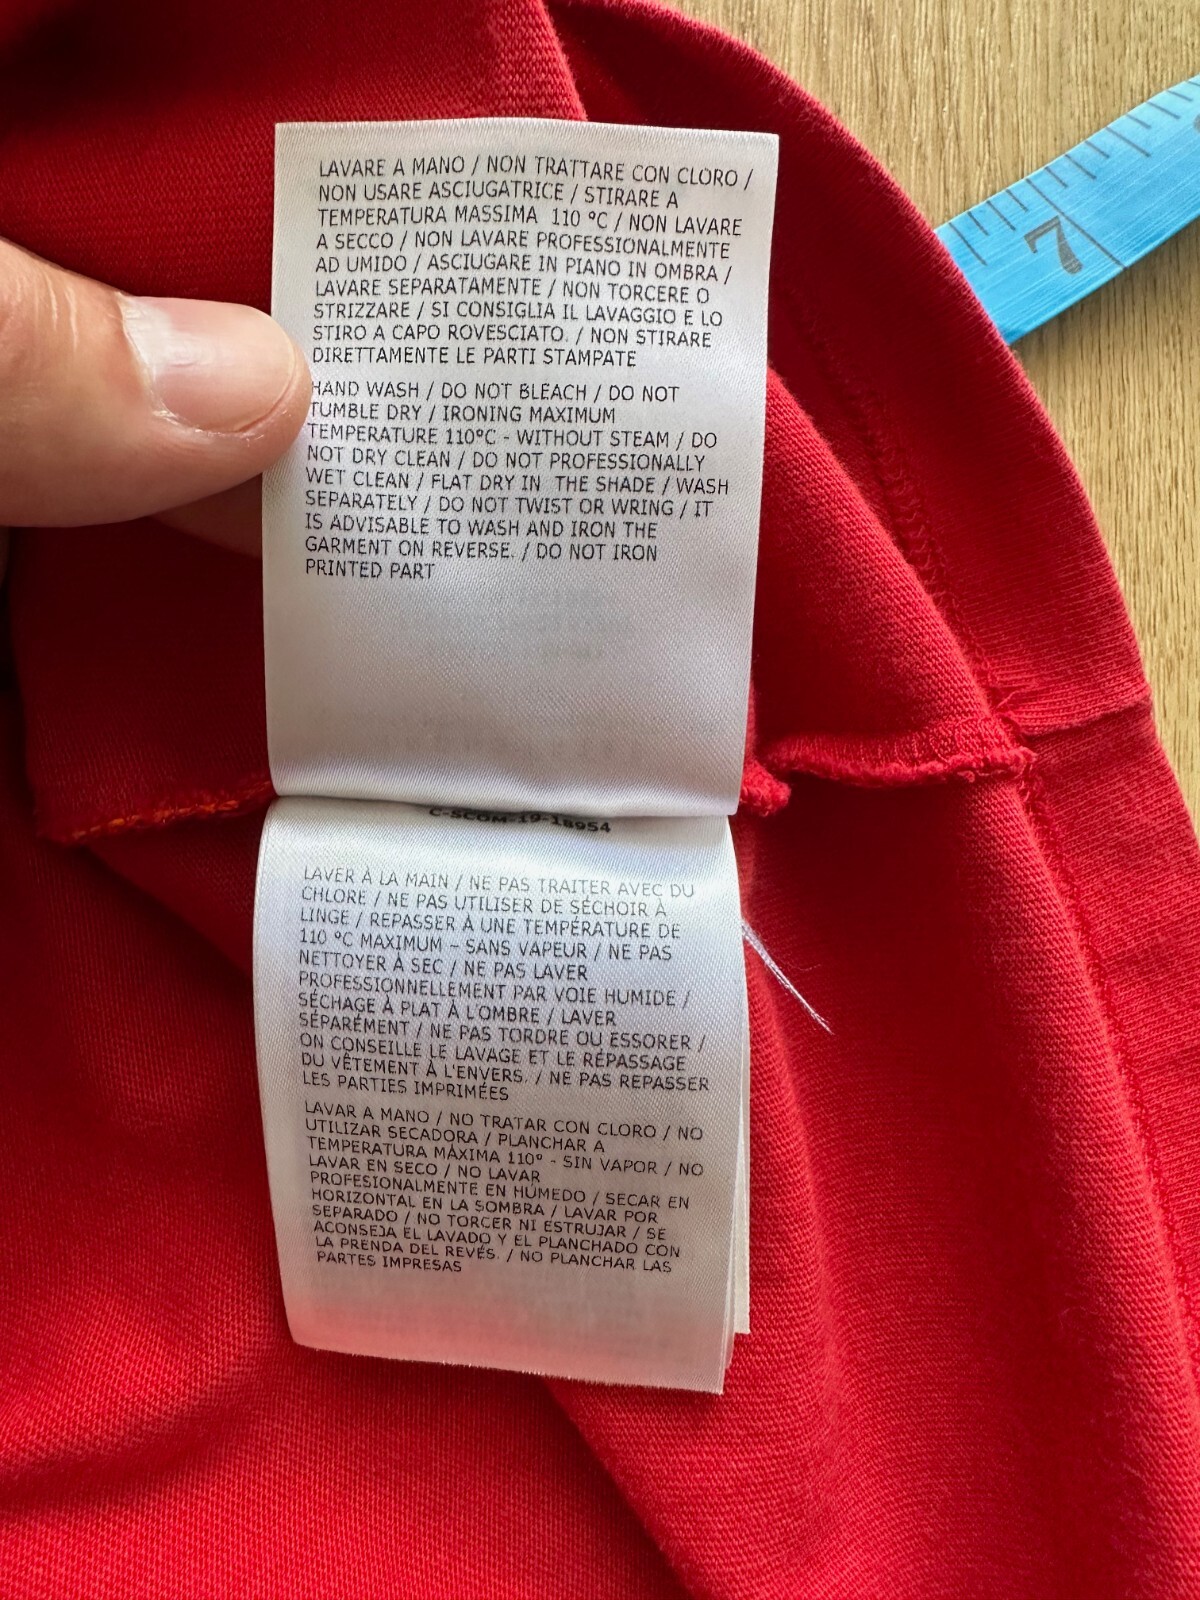 LAVARE A MANO / NON TRATTARE CON CLORO /
NON USARE ASCIUGATRICE / STIRARE A
TEMPERATURA MASSIMA 110 °C / NON LAVARE
A SECCO / NON LAVARE PROFESSIONALMENTE
AD UMIDO / ASCIUGARE IN PIANO IN OMBRA /
LAVARE SEPARATAMENTE / NON TORCERE O
STRIZZARE / SI CONSIGLIA IL LAVAGGIO E LO
STIRO A CAPO ROVESCIATO. / NON STIRARE
DIRETTAMENTE LE PARTI STAMPATE
HAND WASH / DO NOT BLEACH / DO NOT
TUMBLE DRY / IRONING MAXIMUM
TEMPERATURE 110°C - WITHOUT STEAM / DO
NOT DRY CLEAN / DO NOT PROFESSIONALLY
WET CLEAN / FLAT DRY IN THE SHADE / WASH
SEPARATELY / DO NOT TWIST OR WRING / IT
IS ADVISABLE TO WASH AND IRON THE
GARMENT ON REVERSE. / DO NOT IRON
PRINTED PART
C-SCOM-19-18954
LAVER À LA MAIN / NE PAS TRAITER AVEC DU
CHLORE / NE PAS UTILISER DE SÉCHOIR À
LINGE / REPASSER À UNE TEMPÉRATURE DE
110 °C MAXIMUM – SANS VAPEUR / NE PAS
NETTOYER À SEC / NE PAS LAVER
PROFESSIONNELLEMENT PAR VOIE HUMIDE /
SÉCHAGE À PLAT À L'OMBRE / LAVER
SÉPARÉMENT / NE PAS TORDRE OU ESSORER /
ON CONSEILLE LE LAVAGE ET LE RÉPASSAGE
DU VÊTEMENT À L'ENVERS. / NE PAS REPASSER
LES PARTIES IMPRIMÉES
LAVAR A MANO / NO TRATAR CON CLORO / NO
UTILIZAR SECADORA / PLANCHAR A
TEMPERATURA MÁXIMA 110° - SIN VAPOR / NO
LAVAR EN SECO / NO LAVAR
PROFESIONALMENTE EN HÚMEDO / SECAR EN
HORIZONTAL EN LA SOMBRA / LAVAR POR
SEPARADO / NO TORCER NI ESTRUJAR / SE
ACONSEJA EL LAVADO Y EL PLANCHADO CON
LA PRENDA DEL REVÉS. / NO PLANCHAR LAS
PARTES IMPRESAS
7